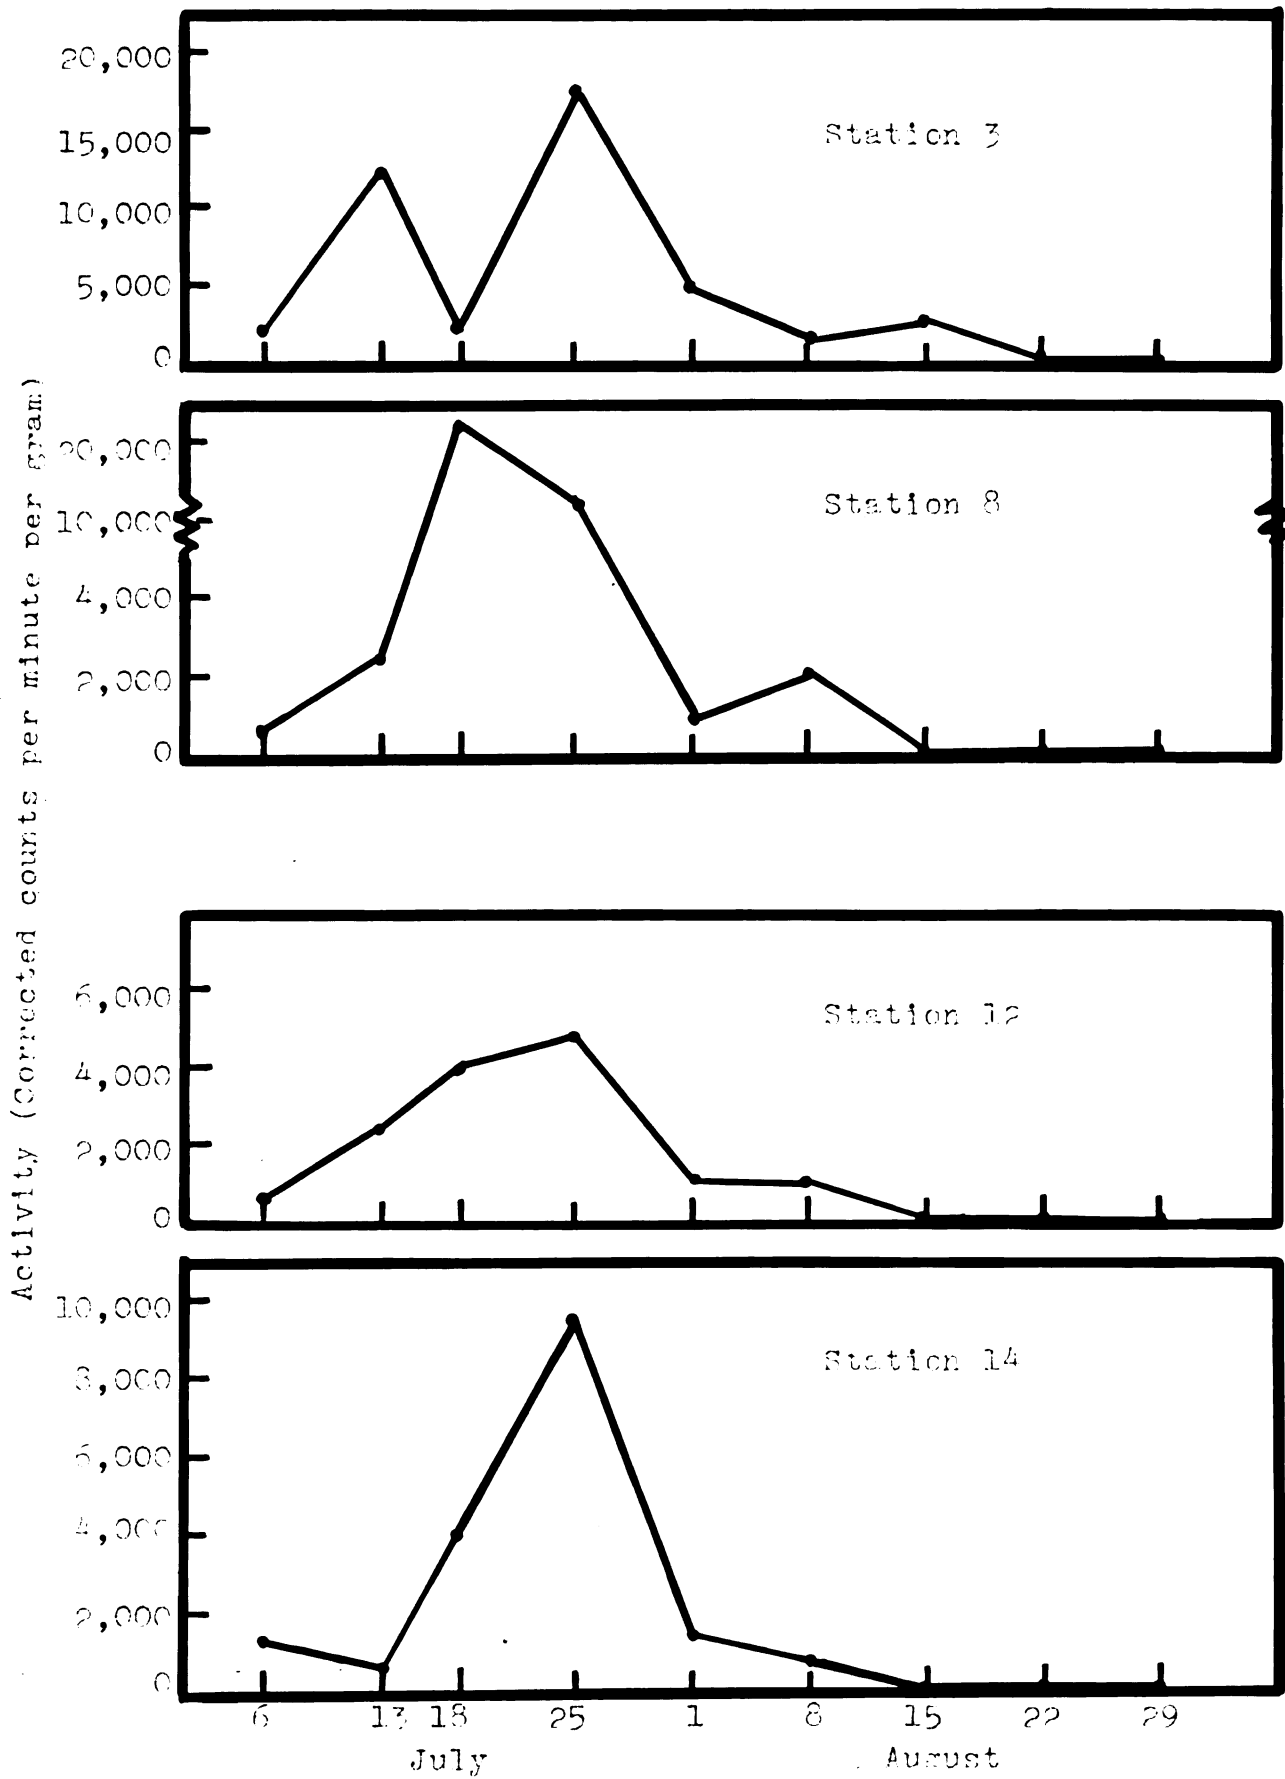 Activity (Corrected counts per minute per gram)
20,000
15,000
10,000
5,000
0
Station 3
20,000
10,000
4,000
2,000
0
Station 8
6,000
4,000
2,000
0
Station 12
10,000
8,000
6,000
4,000
2,000
0
Station 14
6 13 18 25 1 8 15 22 29
July August